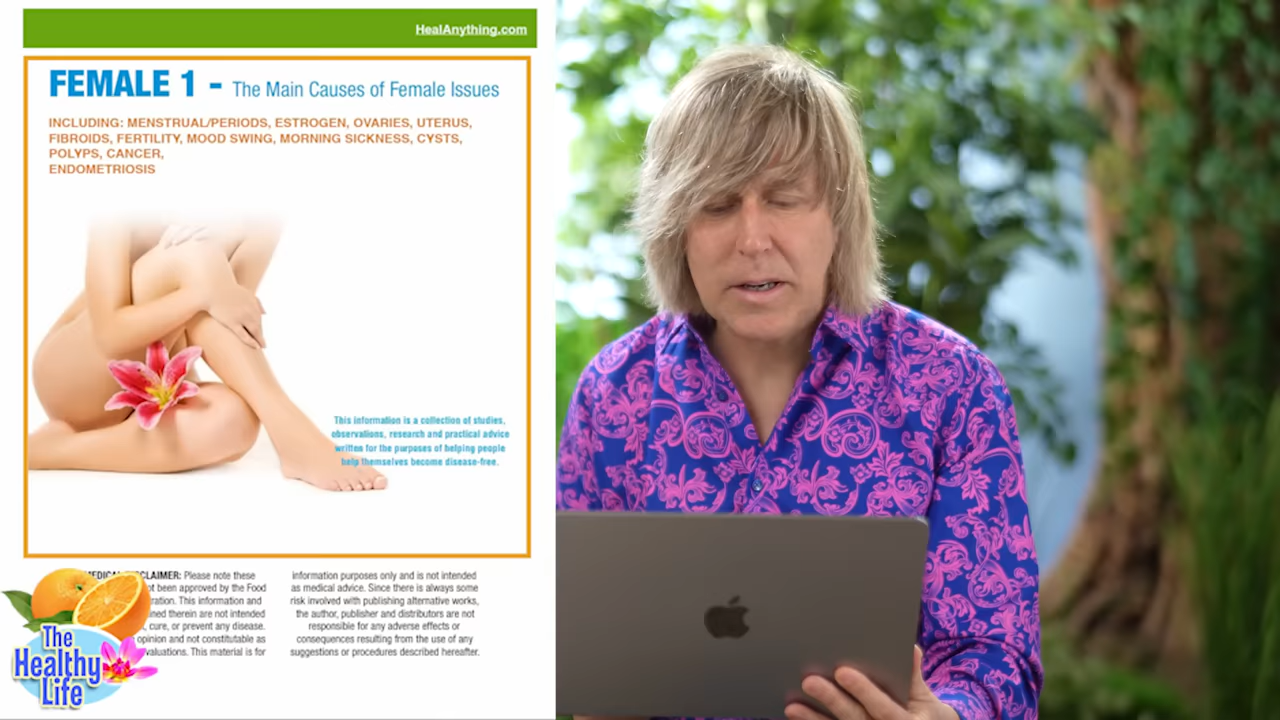 HealAnything.com
FEMALE 1 - The Main Causes of Female Issues
INCLUDING: MENSTRUAL/PERIODS, ESTROGEN, OVARIES, UTERUS,
FIBROIDS, FERTILITY, MOOD SWING, MORNING SICKNESS, CYSTS,
POLYPS, CANCER,
ENDOMETRIOSIS
This information is a collection of studies,
observations, research and practical advice
written for the purposes of helping people
help themselves become disease-free.
DISCLAIMER: Please note these
not been approved by the Food
This information and
therein are not intended
cure, or prevent any disease.
opinion and not constitutable as
This material is for
information purposes only and is not intended
as medical advice. Since there is always some
risk involved with publishing alternative works,
the author, publisher and distributors are not
responsible for any adverse effects or
consequences resulting from the use of any
suggestions or procedures described hereafter.
The
Healthy
Life